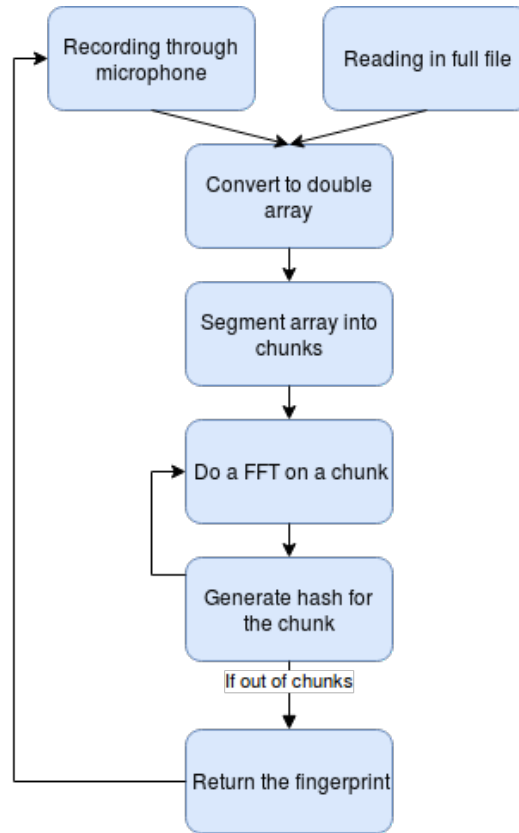 Recording through
microphone
Reading in full file
Convert to double
array
Segment array into
chunks
Do a FFT on a chunk
Generate hash for
the chunk
If out of chunks
Return the fingerprint